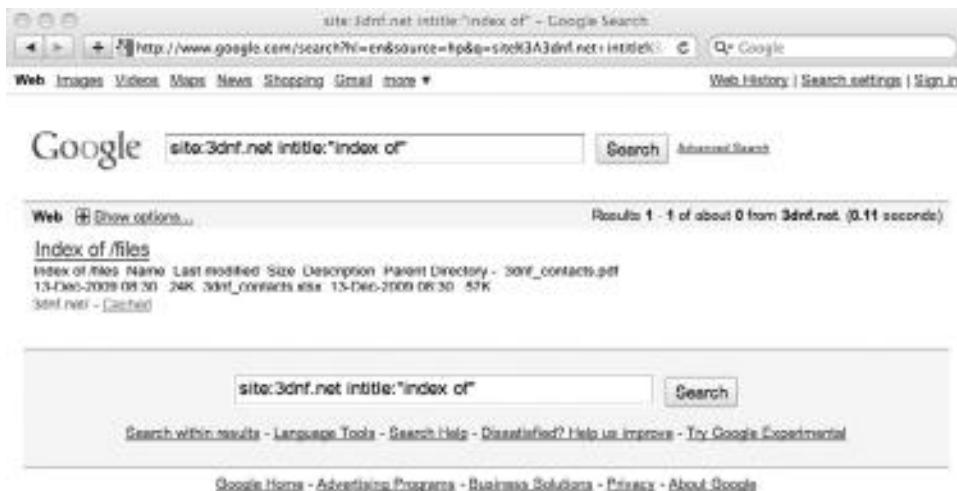 site:3dnf.net intitle:"index of" - Google Search
http://www.google.com/search?hl=en&source=hp&q=site%3A3dnf.net+intitle%3 Google
Web Images Videos Maps News Shopping Gmail more ▼ Web History | Search settings | Sign in
Google site:3dnf.net intitle:"index of" Search Advanced Search
Web Show options... Results 1 - 1 of about 0 from 3dnf.net. (0.11 seconds)
Index of /files
Index of /files Name Last modified Size Description Parent Directory - 3dnf_contacts.pdf
13-Dec-2009 08:30 24K 3dnf_contacts.xlsx 13-Dec-2009 08:30 57K
3dnf.net/ - Cached
site:3dnf.net intitle:"index of" Search
Search within results - Language Tools - Search Help - Dissatisfied? Help us improve - Try Google Experimental
Google Home - Advertising Programs - Business Solutions - Privacy - About Google